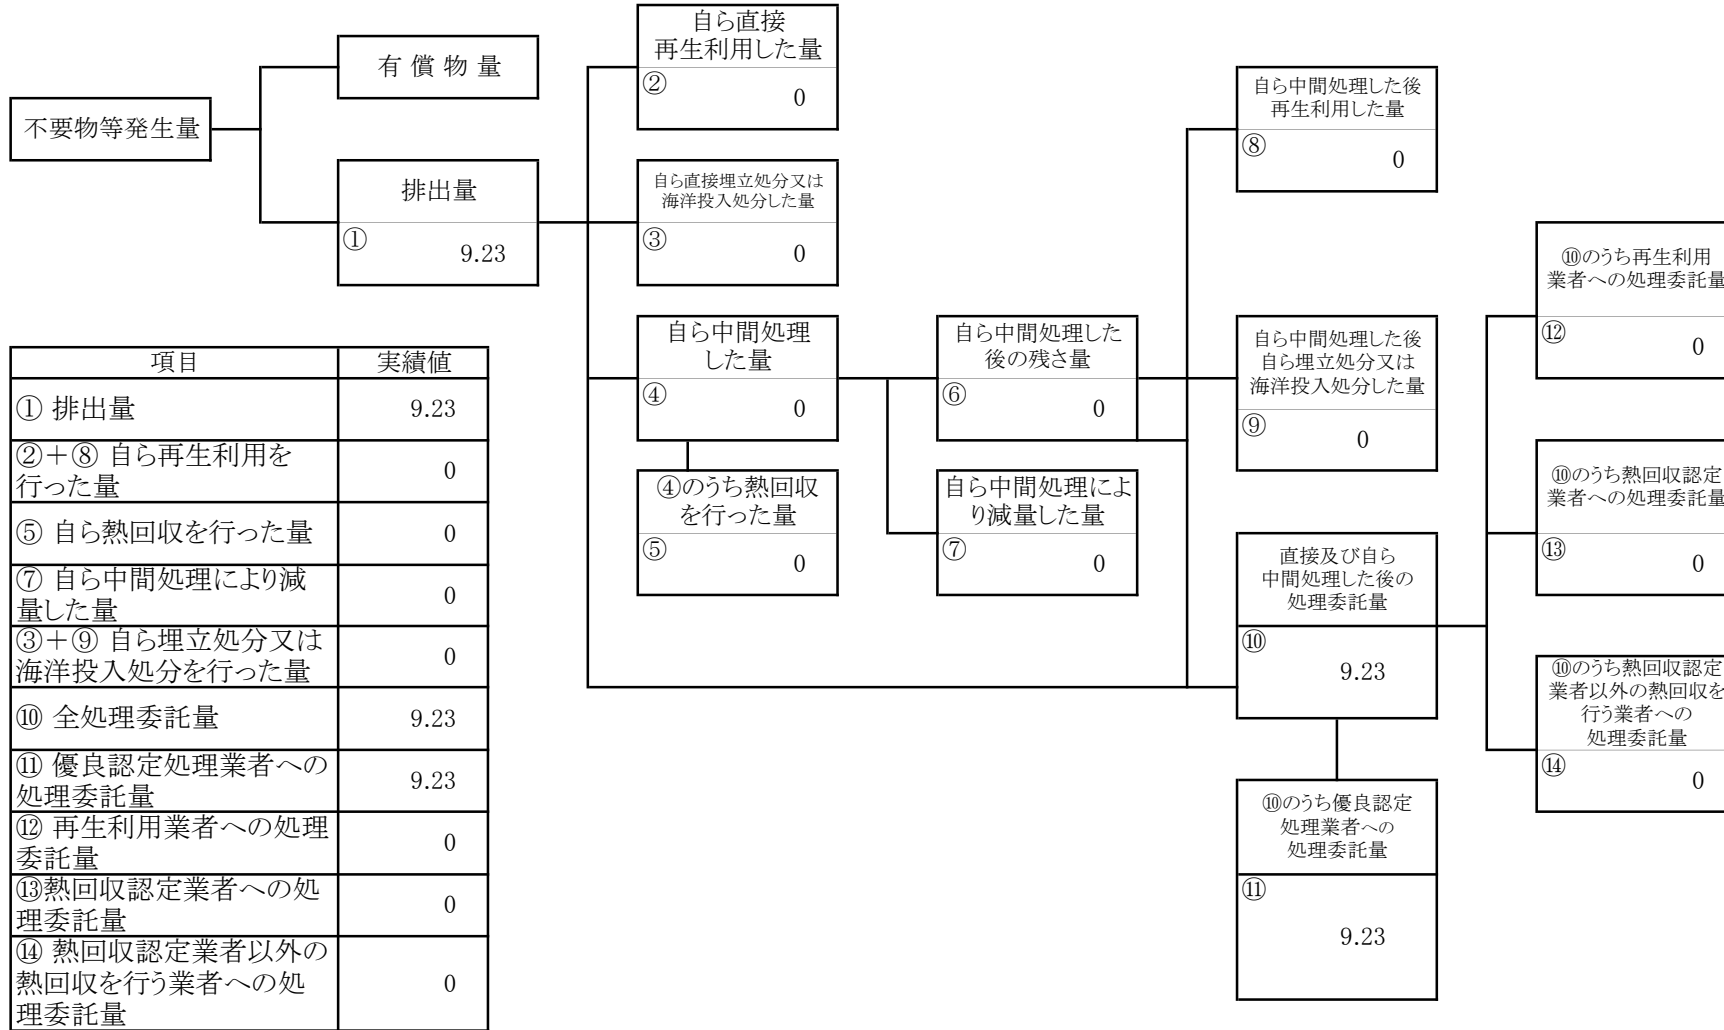 不要物等発生量
有 償 物 量
排出量
①
9.23
自ら直接
再生利用した量
②
0
自ら直接埋立処分又は
海洋投入処分した量
③
0
自ら中間処理
した量
④
0
④のうち熱回収
を行った量
⑤
0
自ら中間処理した
後の残さ量
⑥
0
自ら中間処理によ
り減量した量
⑦
0
自ら中間処理した後
再生利用した量
⑧
0
自ら中間処理した後
自ら埋立処分又は
海洋投入処分した量
⑨
0
直接及び自ら
中間処理した後の
処理委託量
⑩
9.23
⑩のうち優良認定
処理業者への
処理委託量
⑪
9.23
⑩のうち再生利用
業者への処理委託量
⑫
0
⑩のうち熱回収認定
業者への処理委託量
⑬
0
⑩のうち熱回収認定
業者以外の熱回収を
行う業者への
処理委託量
⑭
0
項目 実績値
① 排出量 9.23
②＋⑧ 自ら再生利用を
行った量 0
⑤ 自ら熱回収を行った量 0
⑦ 自ら中間処理により減
量した量 0
③＋⑨ 自ら埋立処分又は
海洋投入処分を行った量 0
⑩ 全処理委託量 9.23
⑪ 優良認定処理業者への
処理委託量 9.23
⑫ 再生利用業者への処理
委託量 0
⑬熱回収認定業者への処
理委託量 0
⑭ 熱回収認定業者以外の
熱回収を行う業者への処
理委託量 0